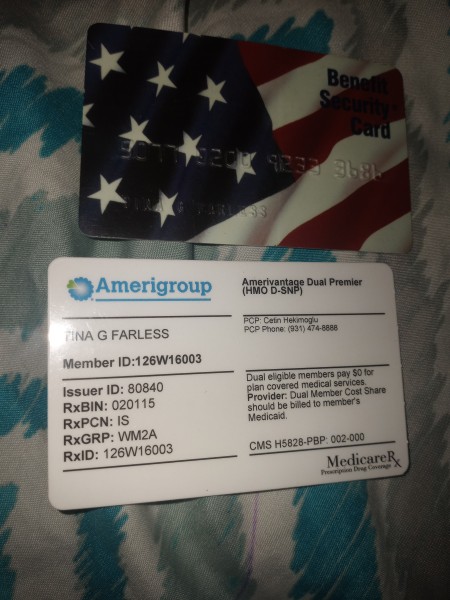 Benefit
Security
Card
TINA G FARLESS
Amerigroup
Amerivantage Dual Premier
(HMO D-SNP)
TINA G FARLESS
PCP: Cetin Hekimoglu
PCP Phone: (931) 474-8888
Member ID:126W16003
Issuer ID: 80840
RxBIN: 020115
RxPCN: IS
RxGRP: WM2A
RxID: 126W16003
Dual eligible members pay $0 for
plan covered medical services.
Provider: Dual Member Cost Share
should be billed to member's
Medicaid.
CMS H5828-PBP: 002-000
MedicareRx
Prescription Drug Coverage